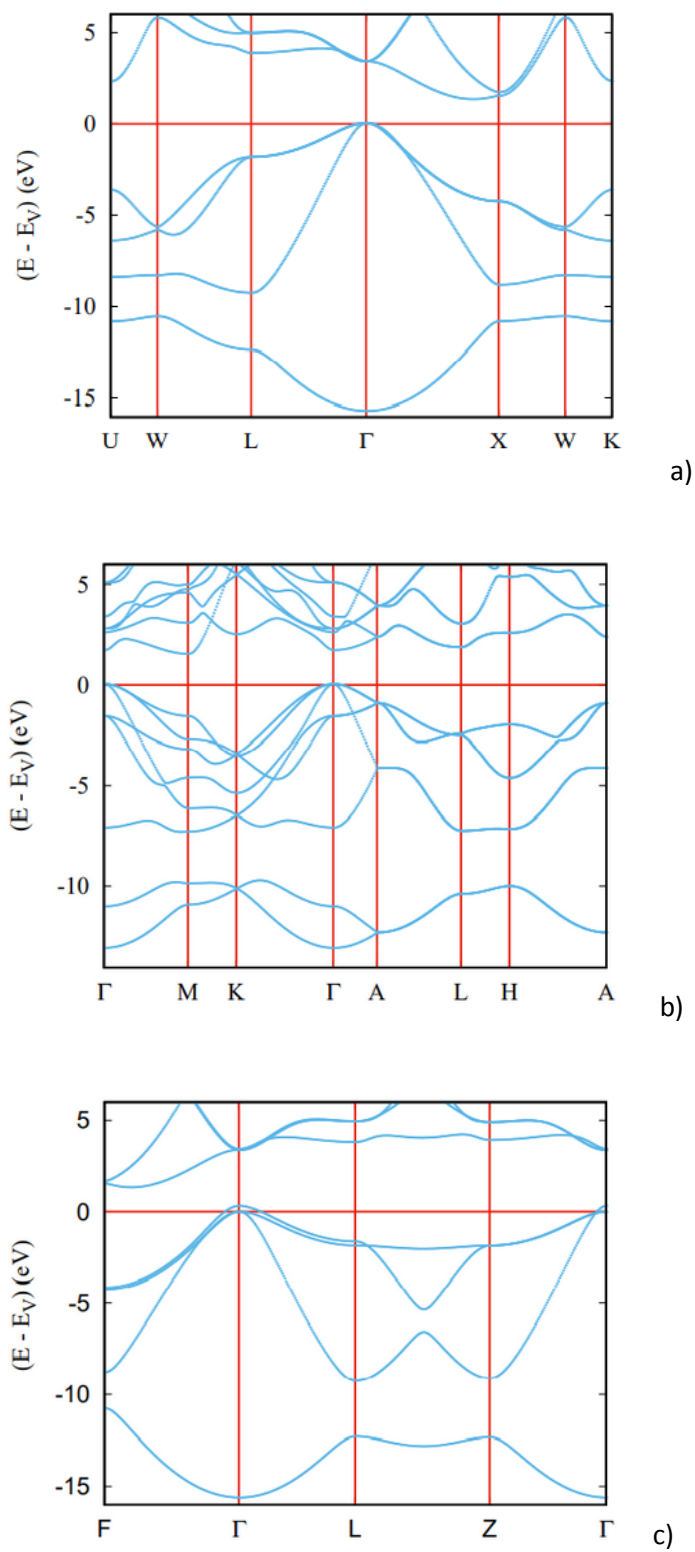 5
0
-5
-10
-15
(E - E_V) (eV)
U W L Γ X W K
a)
5
0
-5
-10
(E - E_V) (eV)
Γ M K Γ A L H A
b)
5
0
-5
-10
-15
(E - E_V) (eV)
F Γ L Z Γ
c)